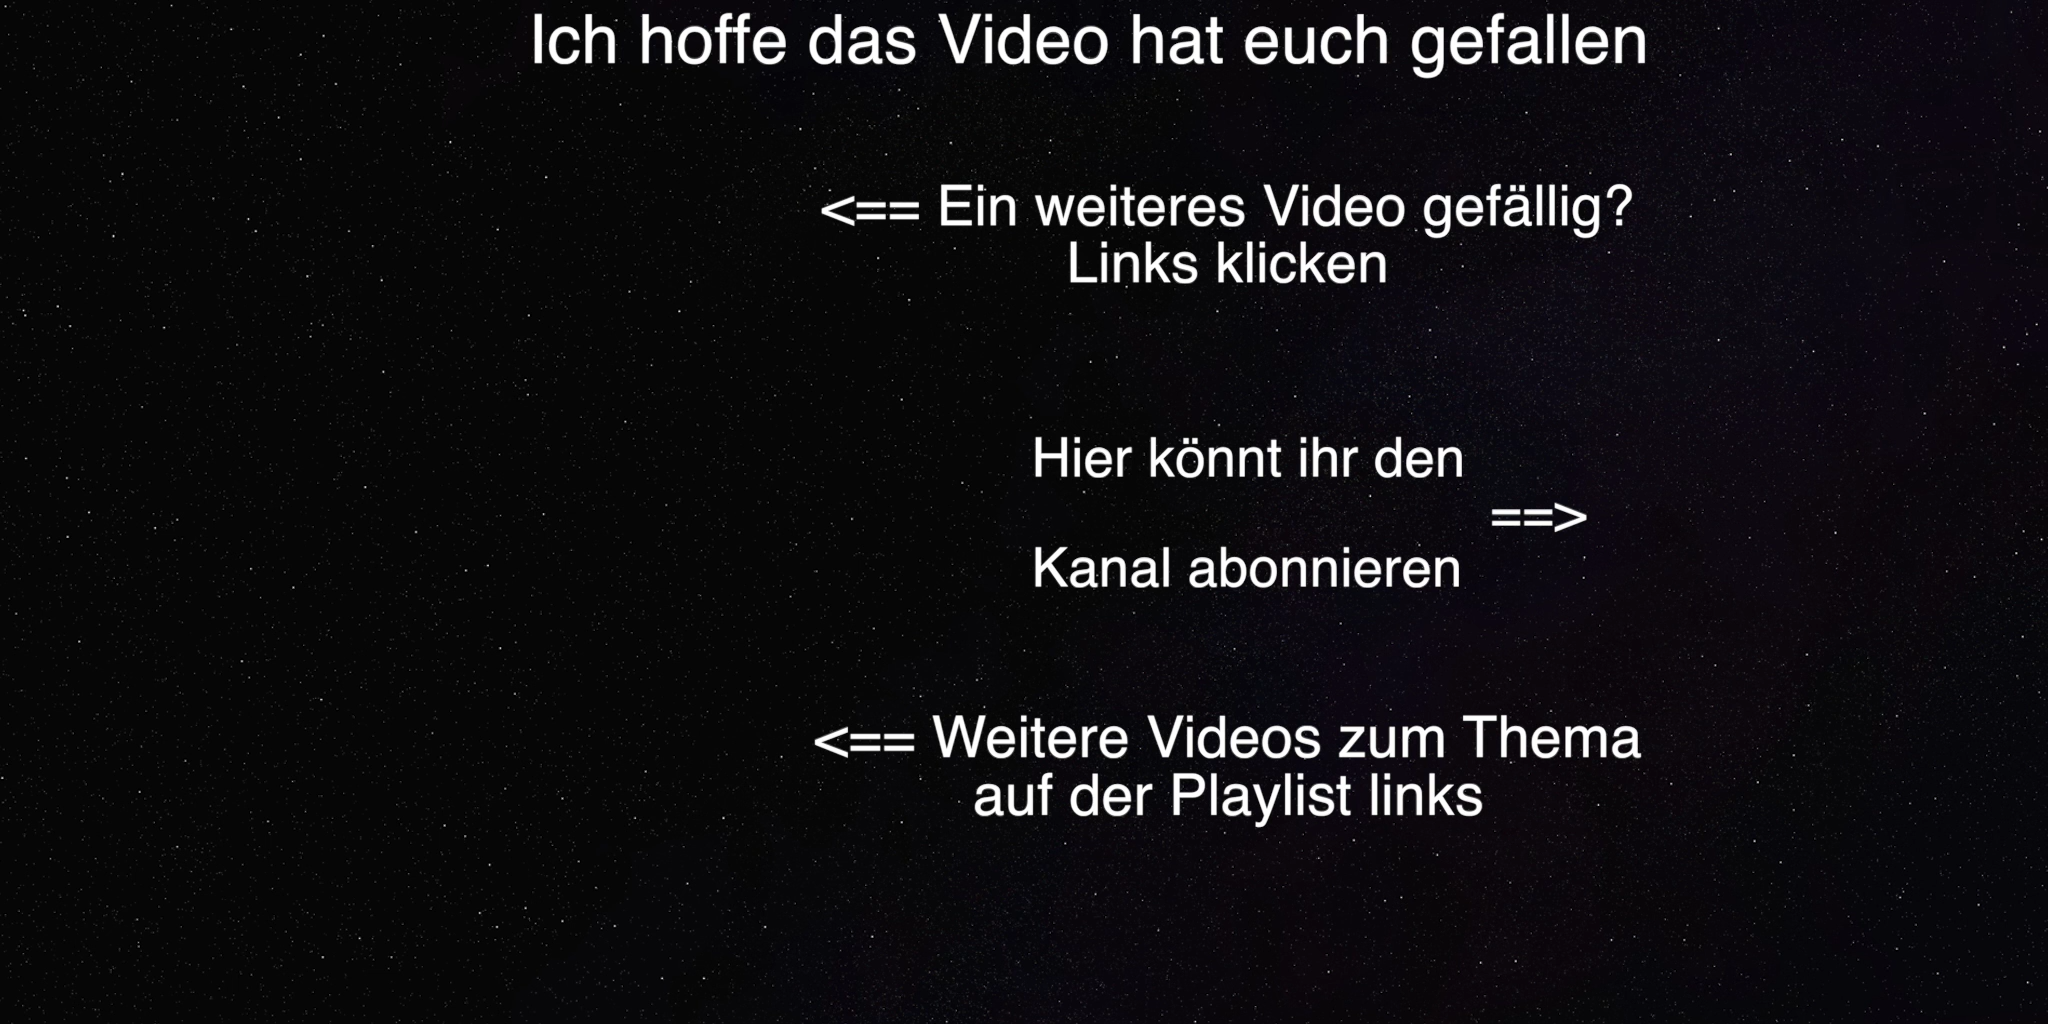 Ich hoffe das Video hat euch gefallen
<== Ein weiteres Video gefällig?
Links klicken
Hier könnt ihr den
==>
Kanal abonnieren
<== Weitere Videos zum Thema
auf der Playlist links